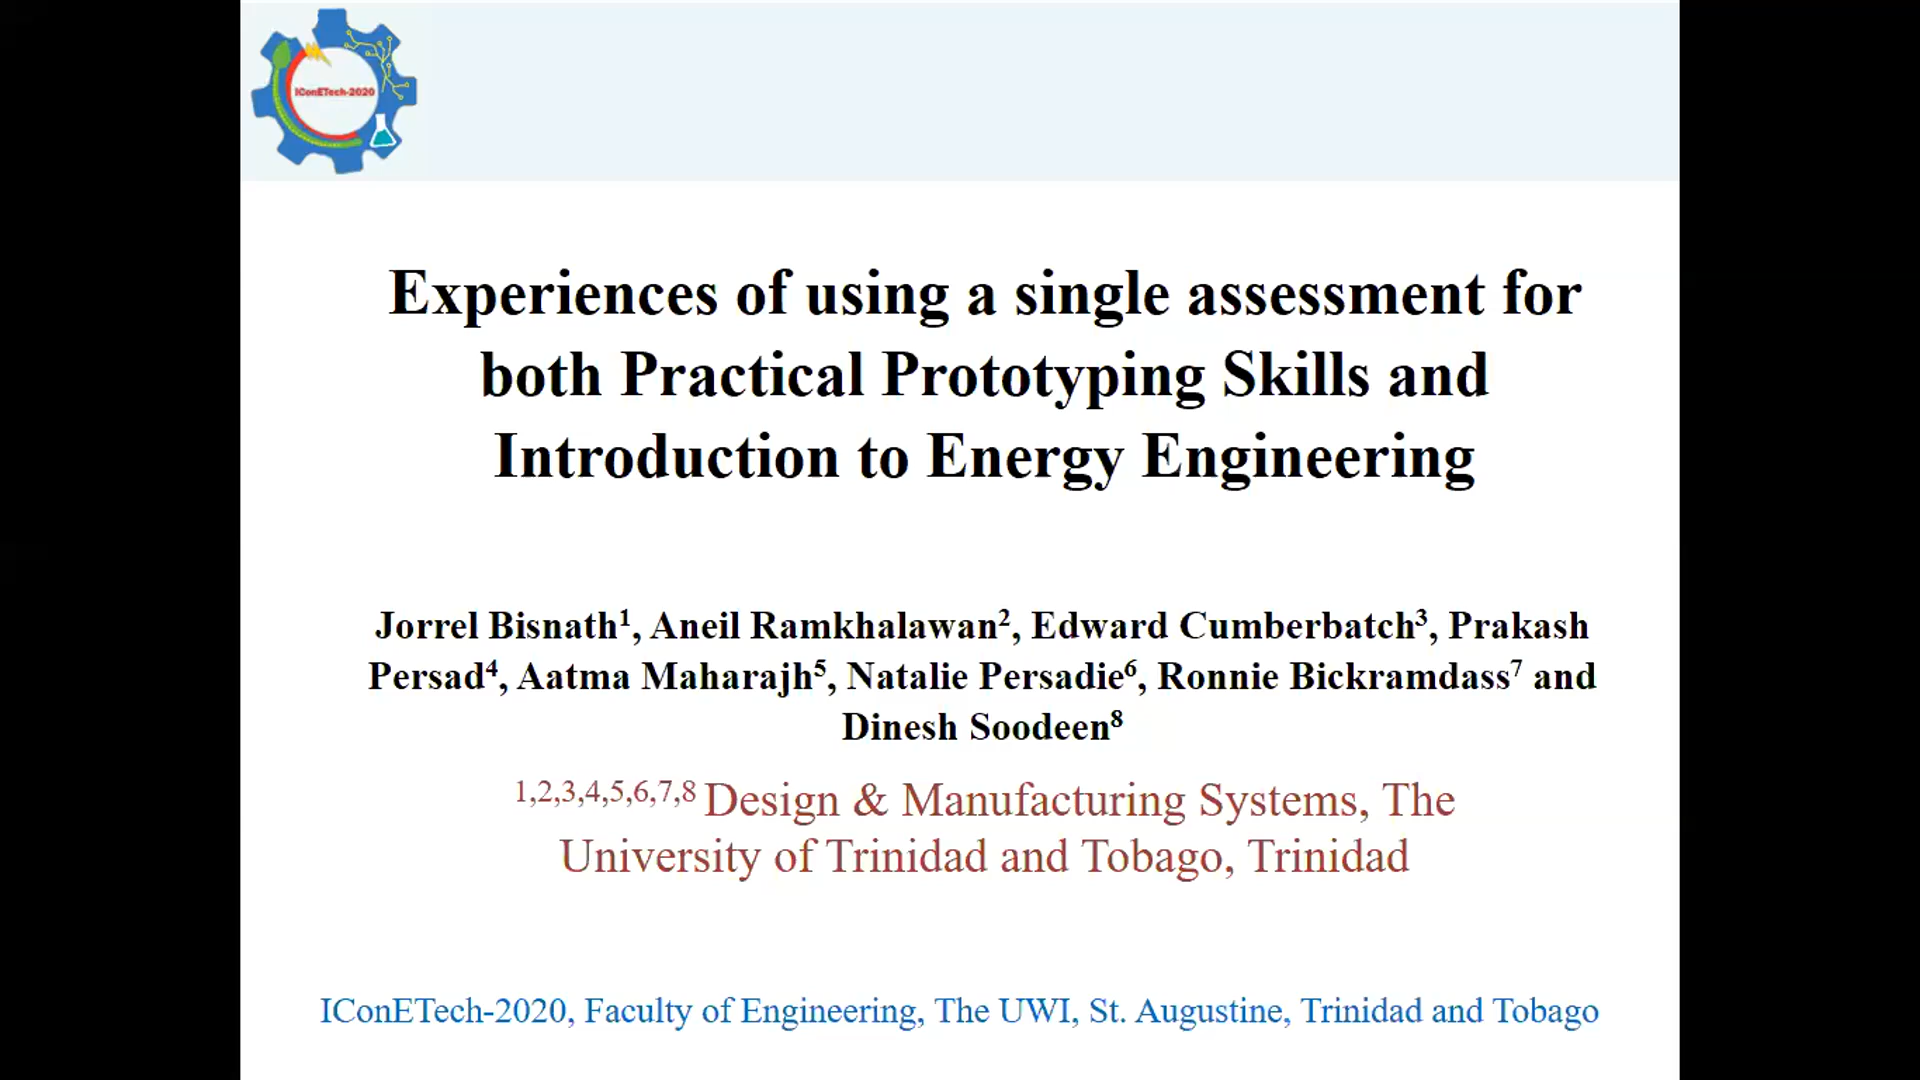 IConETech-2020
Experiences of using a single assessment for
both Practical Prototyping Skills and
Introduction to Energy Engineering
Jorrel Bisnath¹, Aneil Ramkhalawan², Edward Cumberbatch³, Prakash
Persad⁴, Aatma Maharajh⁵, Natalie Persadie⁶, Ronnie Bickramdass⁷ and
Dinesh Soodeen⁸
¹,²,³,⁴,⁵,⁶,⁷,⁸ Design & Manufacturing Systems, The
University of Trinidad and Tobago, Trinidad
IConETech-2020, Faculty of Engineering, The UWI, St. Augustine, Trinidad and Tobago